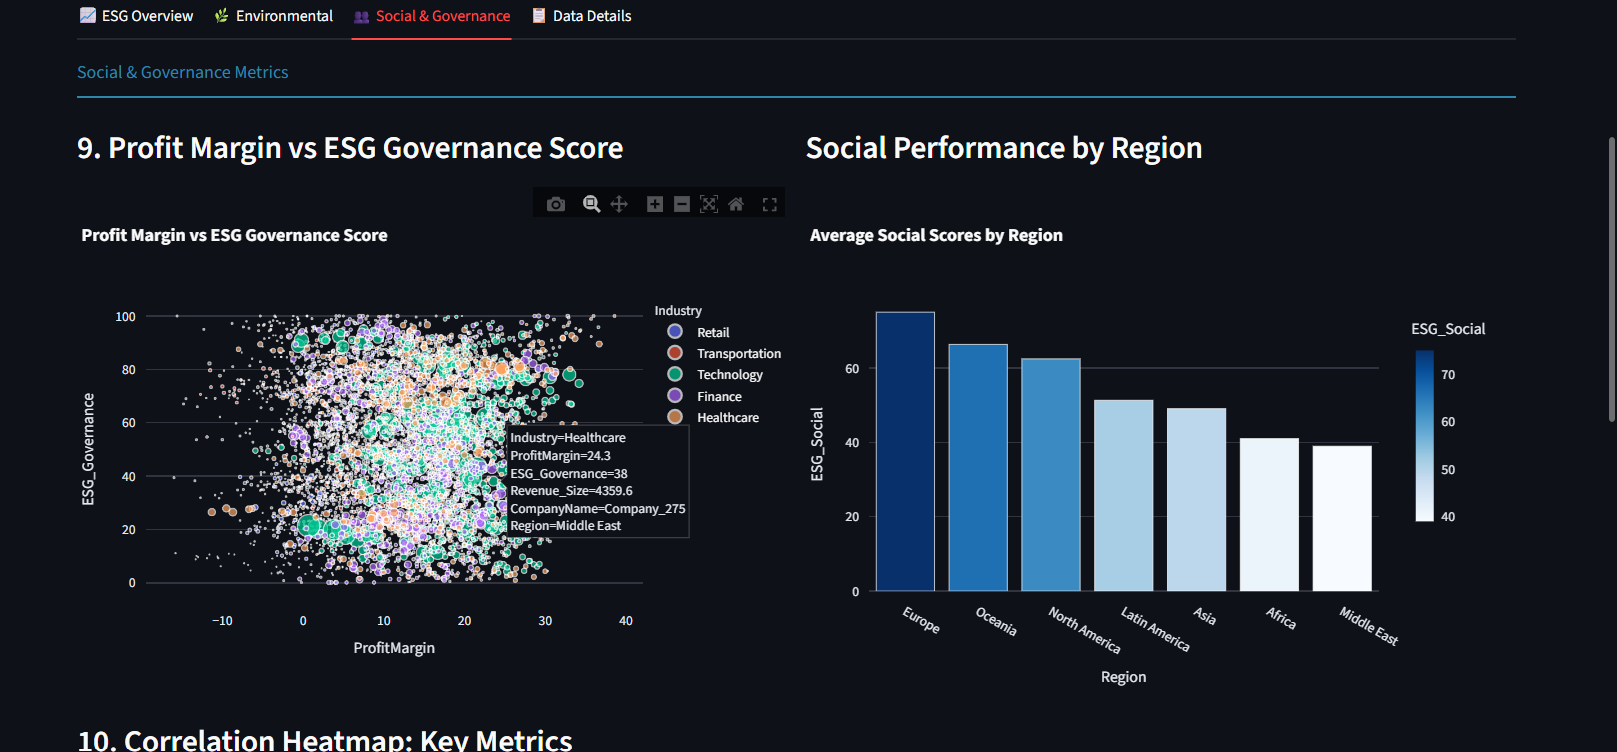 ESG Overview
Environmental
Social & Governance
Data Details
Social & Governance Metrics
9. Profit Margin vs ESG Governance Score
Profit Margin vs ESG Governance Score
ESG_Governance
100
80
60
40
20
0
−10
0
10
20
30
40
ProfitMargin
Industry
Retail
Transportation
Technology
Finance
Healthcare
Industry=Healthcare
ProfitMargin=24.3
ESG_Governance=38
Revenue_Size=4359.6
CompanyName=Company_275
Region=Middle East
Social Performance by Region
Average Social Scores by Region
ESG_Social
60
40
20
0
Europe
Oceania
North America
Latin America
Asia
Africa
Middle East
Region
ESG_Social
70
60
50
40
10. Correlation Heatmap: Key Metrics